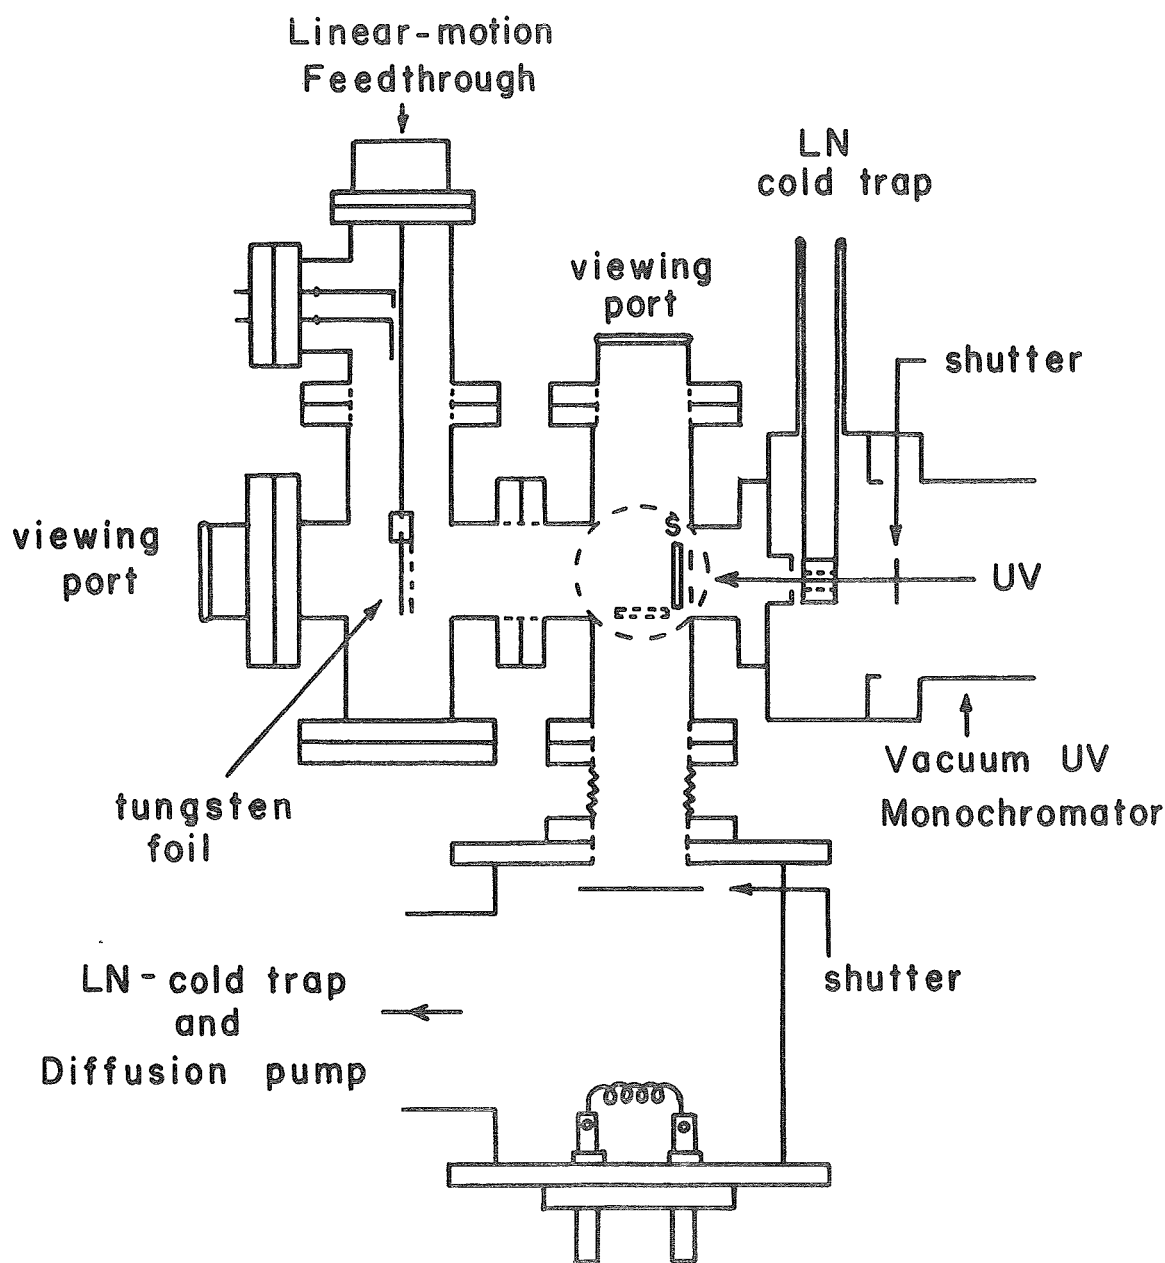 Linear-motion
Feedthrough
LN
cold trap
viewing
port
shutter
S
viewing
port
UV
tungsten
foil
Vacuum UV
Monochromator
shutter
LN-cold trap
and
Diffusion pump